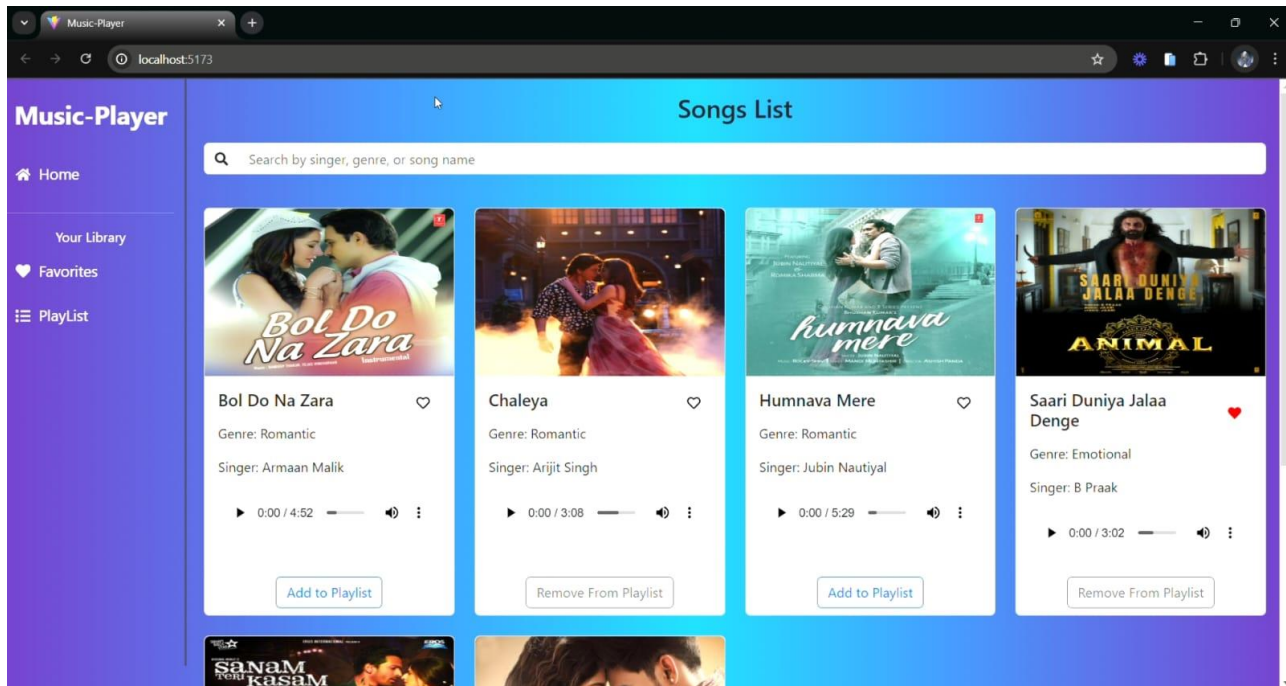 Music-Player
localhost:5173
Music-Player
Home
Your Library
Favorites
PlayList
Songs List
Search by singer, genre, or song name
Bol Do
Na Zara
Instrumental
Bol Do Na Zara
Genre: Romantic
Singer: Armaan Malik
0:00 / 4:52
Add to Playlist
Chaleya
Genre: Romantic
Singer: Arijit Singh
0:00 / 3:08
Remove From Playlist
FEATURING
JUBIN NAUTIYAL
humnava
mere
Humnava Mere
Genre: Romantic
Singer: Jubin Nautiyal
0:00 / 5:29
Add to Playlist
SAARI DUNIYA
JALAA DENGE
ANIMAL
Saari Duniya Jalaa
Denge
Genre: Emotional
Singer: B Praak
0:00 / 3:02
Remove From Playlist
EROS
SANAM
TERI KASAM